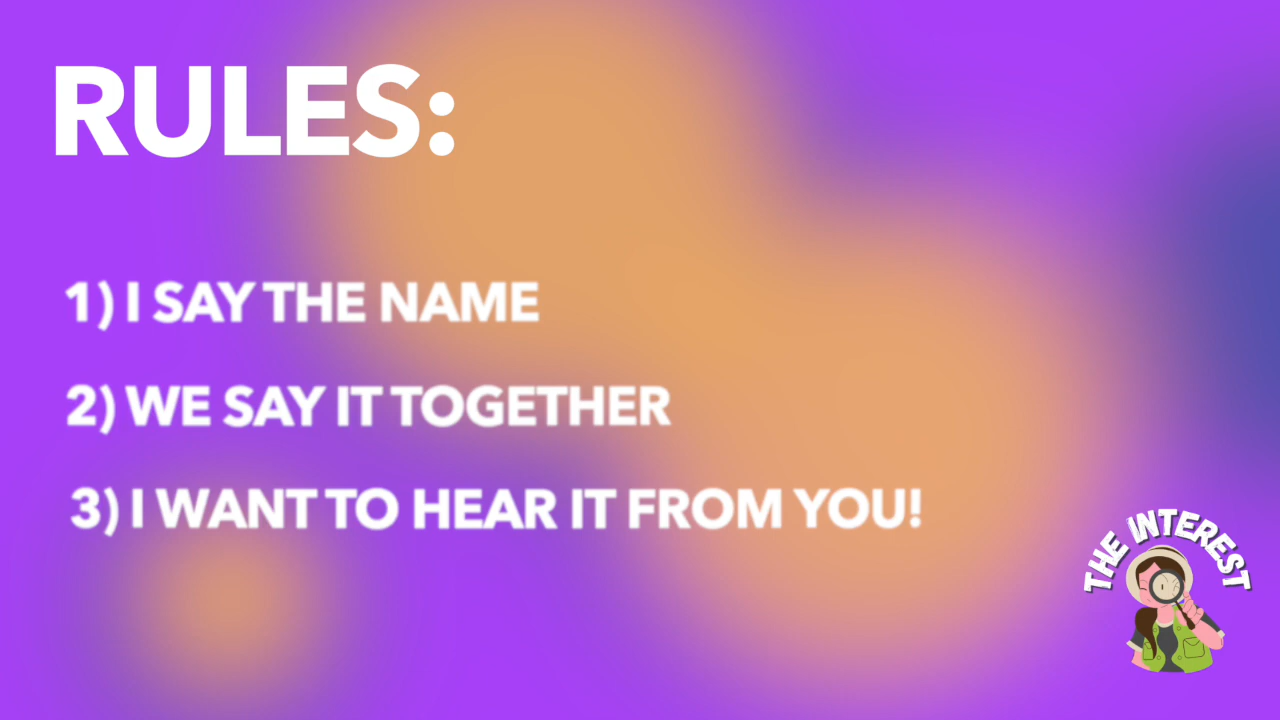 RULES:
1) I SAY THE NAME
2) WE SAY IT TOGETHER
3) I WANT TO HEAR IT FROM YOU!
THE INTEREST